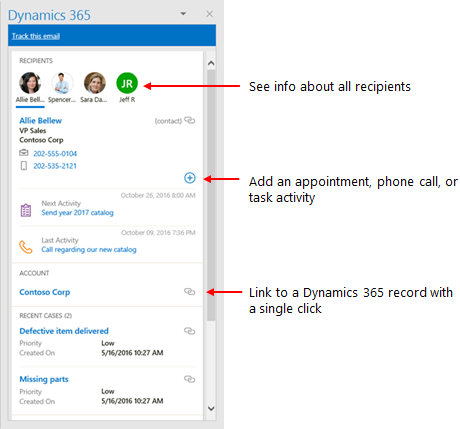 Dynamics 365
Track this email
RECIPIENTS
JR
Allie Bell... Spencer... Sara Da... Jeff R
See info about all recipients
Allie Bellew (contact)
VP Sales
Contoso Corp
202-555-0104
202-535-2121
Add an appointment, phone call, or
task activity
October 26, 2016 8:00 AM
Next Activity
Send year 2017 catalog
October 09, 2016 7:36 PM
Last Activity
Call regarding our new catalog
ACCOUNT
Contoso Corp
Link to a Dynamics 365 record with
a single click
RECENT CASES (2)
Defective item delivered
Priority Low
Created On 5/16/2016 10:27 AM
Missing parts
Priority Low
Created On 5/16/2016 10:27 AM